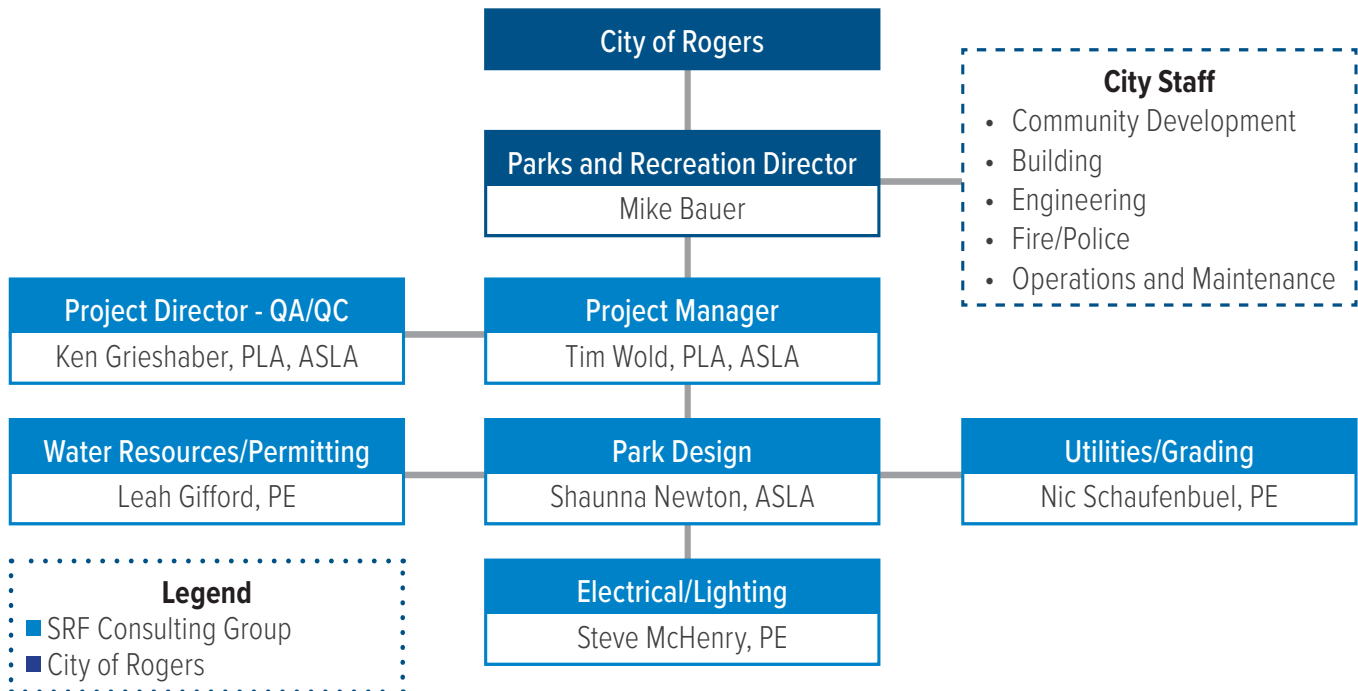 City of Rogers
City Staff
• Community Development
• Building
• Engineering
• Fire/Police
• Operations and Maintenance
Parks and Recreation Director
Mike Bauer
Project Director - QA/QC
Ken Grieshaber, PLA, ASLA
Project Manager
Tim Wold, PLA, ASLA
Water Resources/Permitting
Leah Gifford, PE
Park Design
Shaunna Newton, ASLA
Utilities/Grading
Nic Schaufenbuel, PE
Electrical/Lighting
Steve McHenry, PE
Legend
SRF Consulting Group
City of Rogers